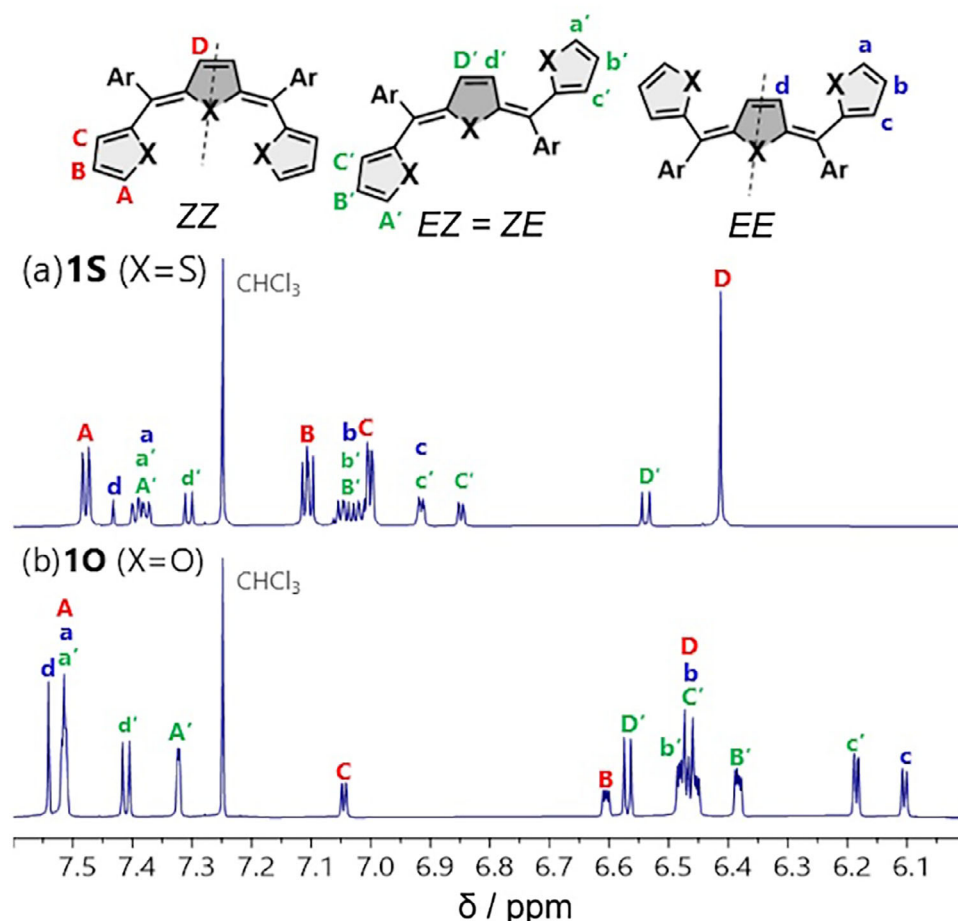 D
Ar Ar
X
C X X
B
A
ZZ
a′
D′ d′ X b′
Ar c′
X Ar
C′ X
B′
A′
EZ = ZE
a
X d X b
c
Ar X Ar
EE
(a) 1S (X=S)
CHCl3
D
A a B b C c
d a′ d′ b′ c′ C′ D′
A′ B′
(b) 1O (X=O)
CHCl3
A
d a D
a′ b
d′ A′ C B D′ b′ C′ B′ c′ c
7.5 7.4 7.3 7.2 7.1 7.0 6.9 6.8 6.7 6.6 6.5 6.4 6.3 6.2 6.1
δ / ppm